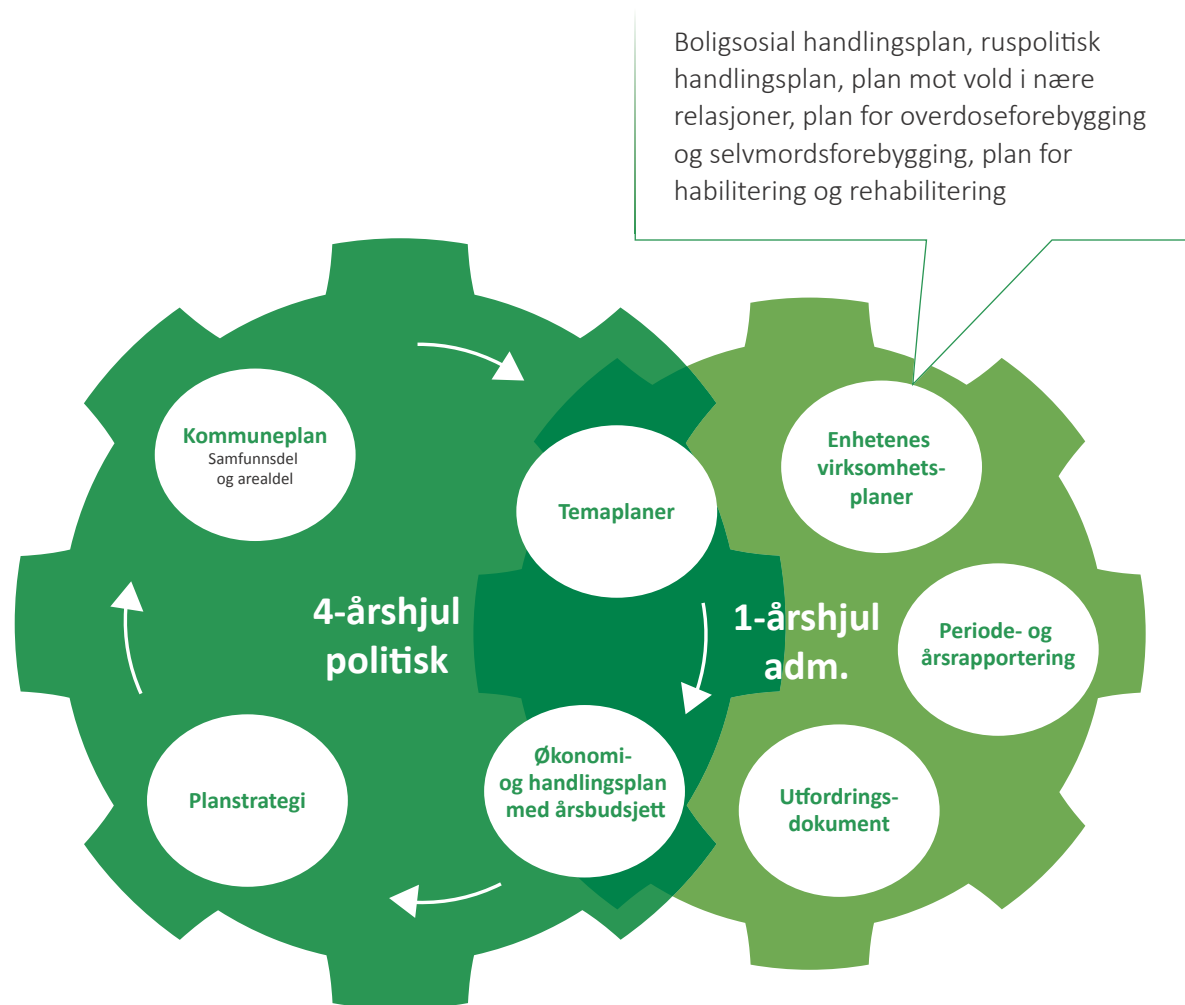 Boligsosial handlingsplan, ruspolitisk
handlingsplan, plan mot vold i nære
relasjoner, plan for overdoseforebygging
og selvmordsforebygging, plan for
habilitering og rehabilitering
Kommuneplan
Samfunnsdel
og arealdel
Temaplaner
Enhetenes
virksomhets-
planer
4-årshjul
politisk
1-årshjul
adm.
Periode- og
årsrapportering
Planstrategi
Økonomi-
og handlingsplan
med årsbudsjett
Utfordrings-
dokument